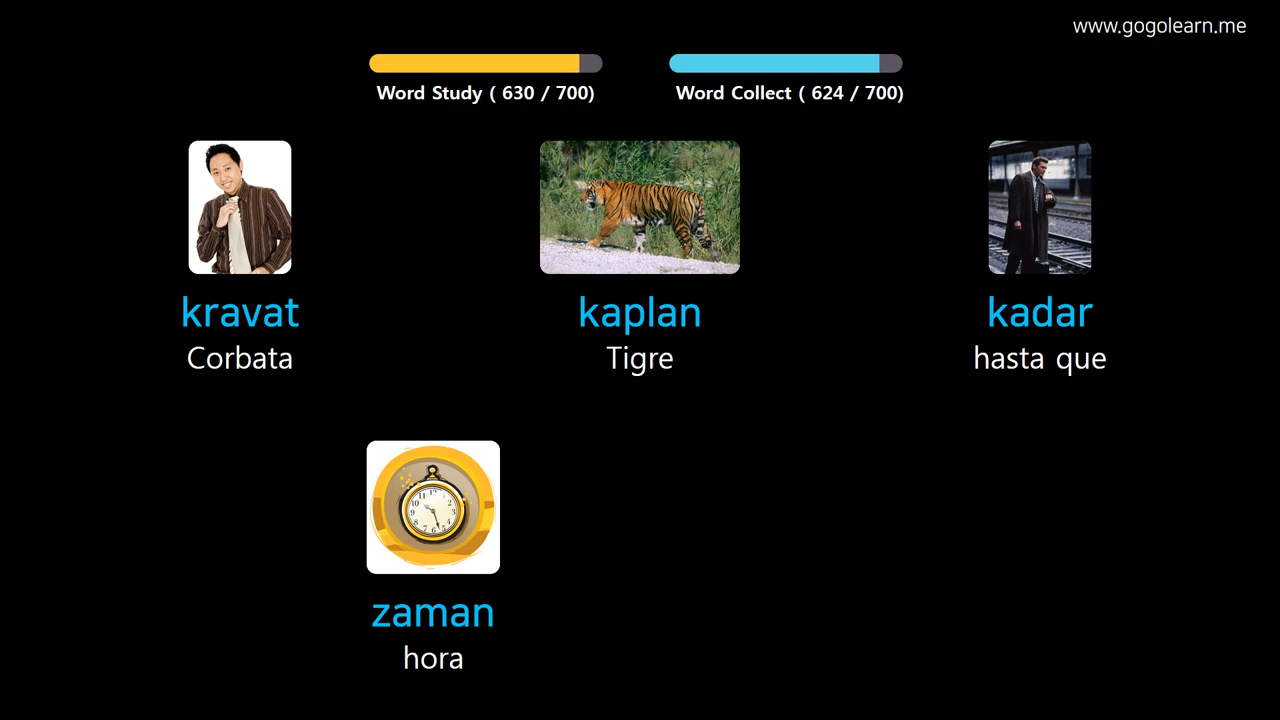 www.gogolearn.me
Word Study ( 630 / 700)
Word Collect ( 624 / 700)
kravat
Corbata
kaplan
Tigre
kadar
hasta que
zaman
hora